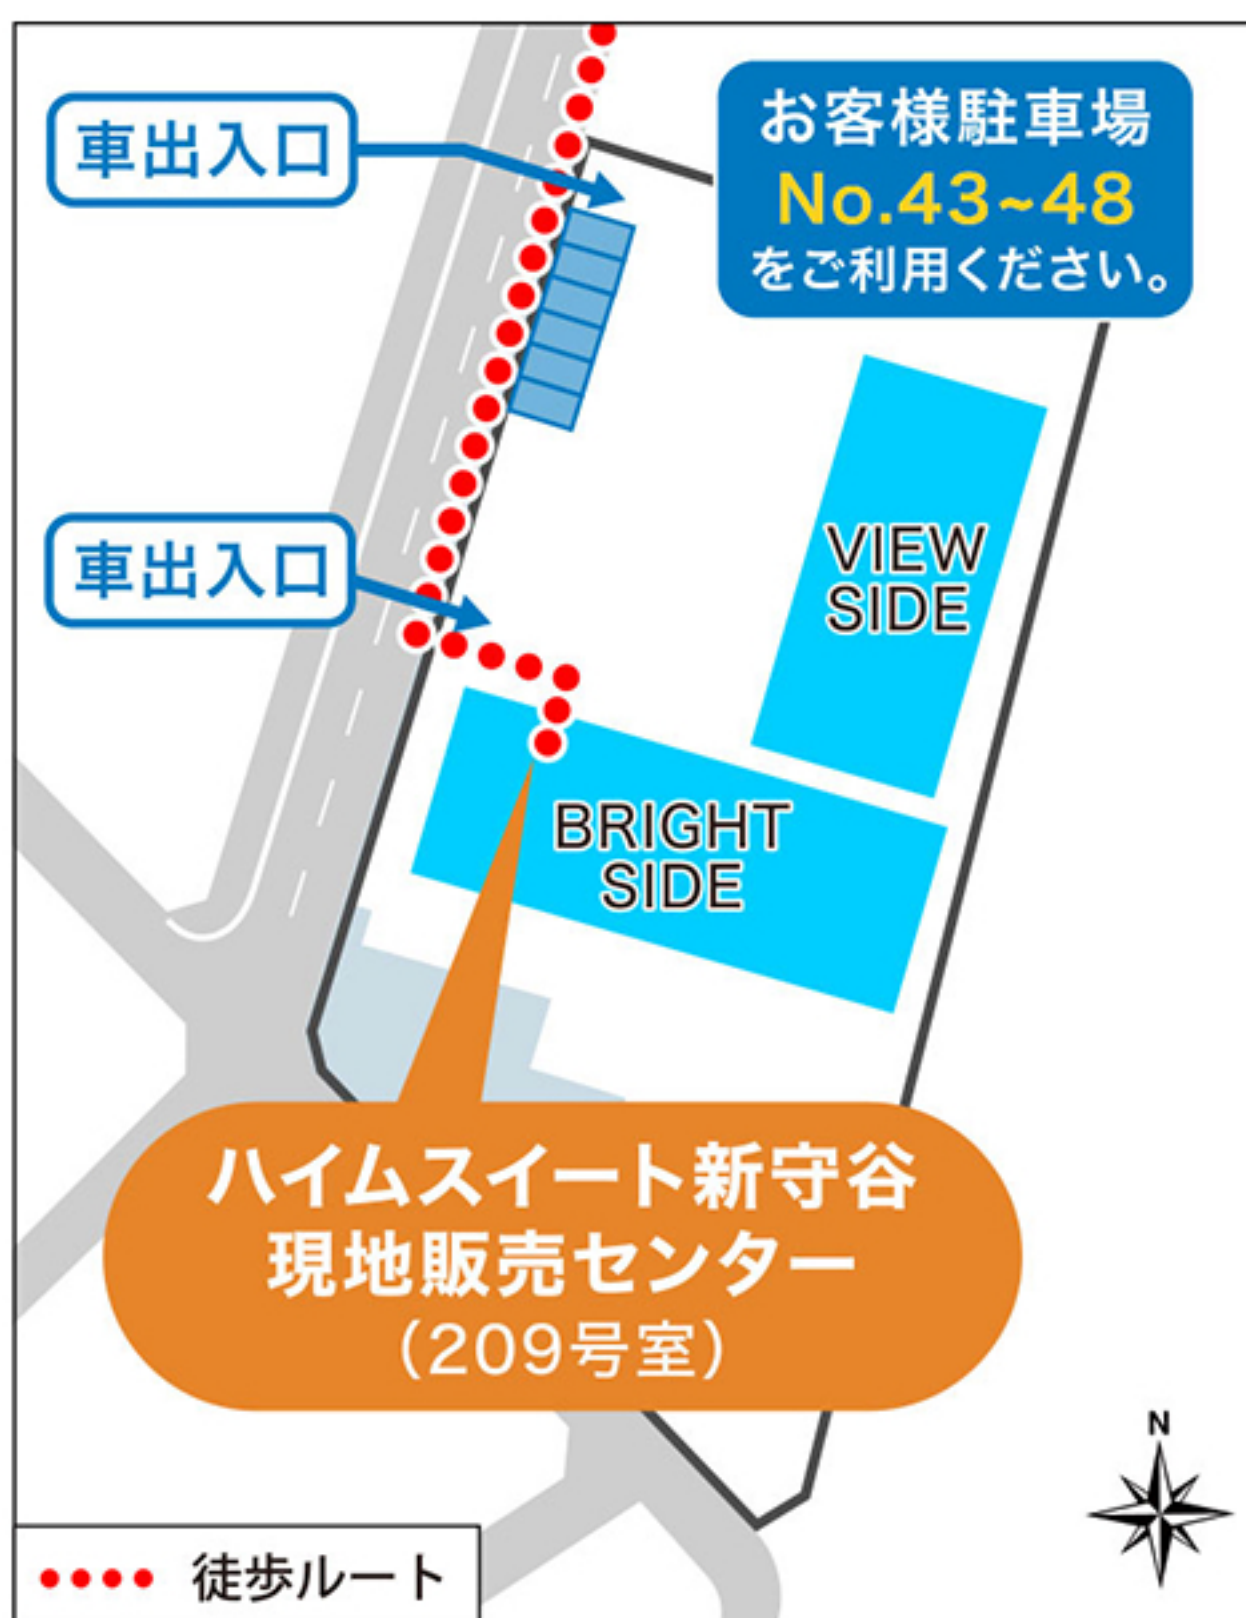 車出入口
お客様駐車場
No.43~48
をご利用ください。
車出入口
VIEW
SIDE
BRIGHT
SIDE
ハイムスイート新守谷
現地販売センター
（209号室）
N
徒歩ルート